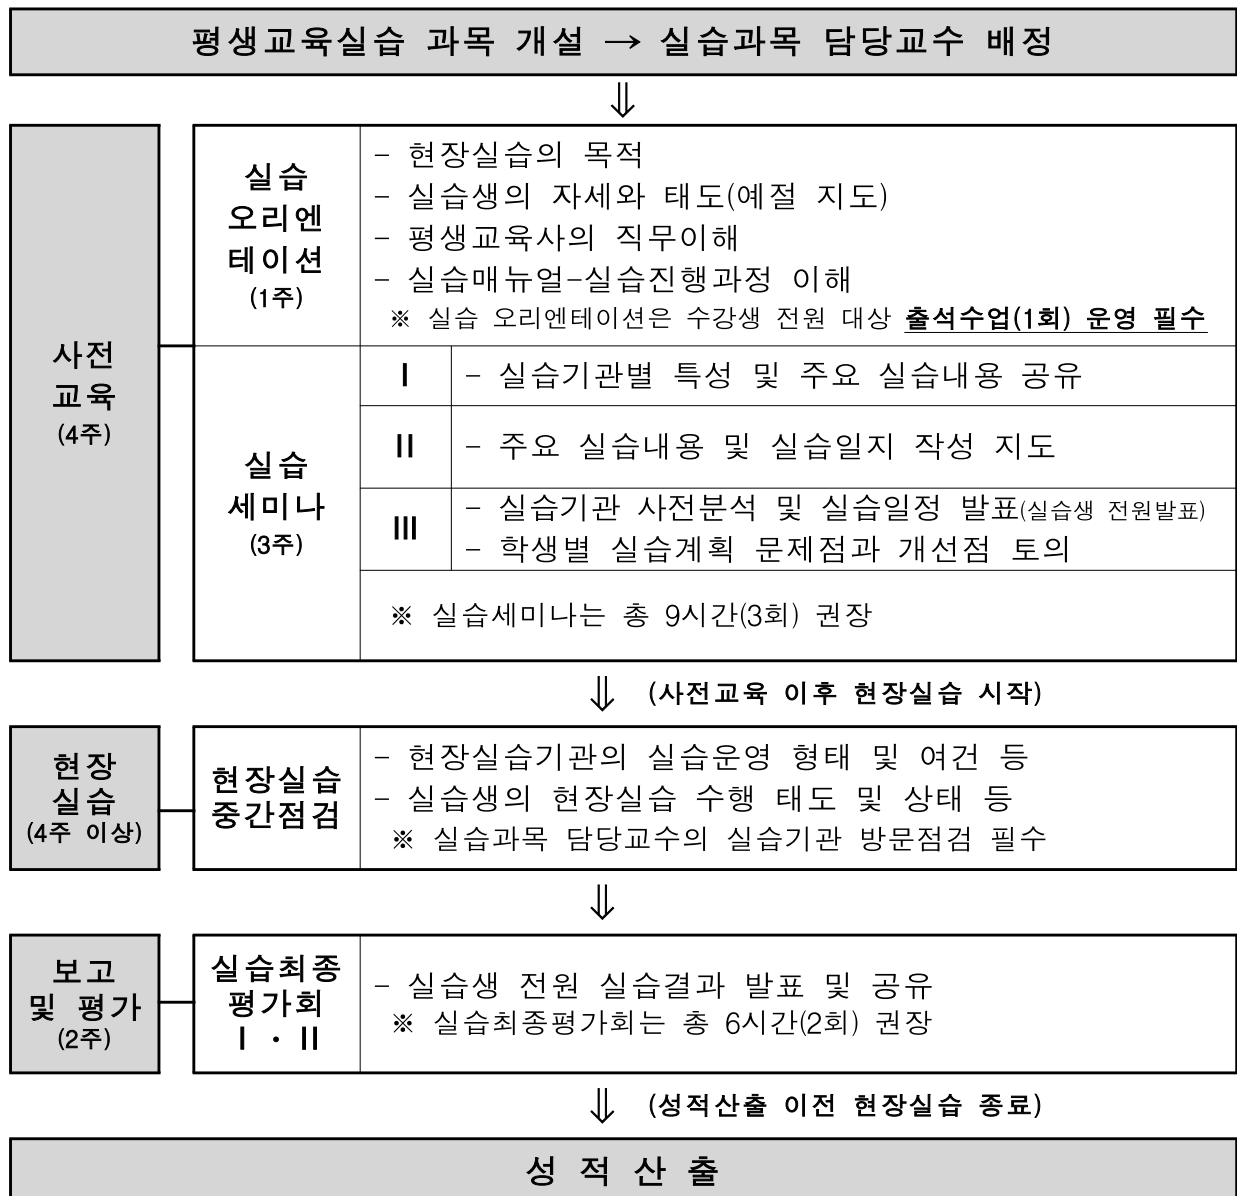 평생교육실습 과목 개설 → 실습과목 담당교수 배정
⇓
사전
교육
(4주)
실습
오리엔
테이션
(1주)
- 현장실습의 목적
- 실습생의 자세와 태도(예절 지도)
- 평생교육사의 직무이해
- 실습매뉴얼-실습진행과정 이해
※ 실습 오리엔테이션은 수강생 전원 대상 출석수업(1회) 운영 필수
실습
세미나
(3주)
Ⅰ
- 실습기관별 특성 및 주요 실습내용 공유
Ⅱ
- 주요 실습내용 및 실습일지 작성 지도
Ⅲ
- 실습기관 사전분석 및 실습일정 발표(실습생 전원발표)
- 학생별 실습계획 문제점과 개선점 토의
※ 실습세미나는 총 9시간(3회) 권장
⇓ (사전교육 이후 현장실습 시작)
현장
실습
(4주 이상)
현장실습
중간점검
- 현장실습기관의 실습운영 형태 및 여건 등
- 실습생의 현장실습 수행 태도 및 상태 등
※ 실습과목 담당교수의 실습기관 방문점검 필수
⇓
보고
및 평가
(2주)
실습최종
평가회
Ⅰ·Ⅱ
- 실습생 전원 실습결과 발표 및 공유
※ 실습최종평가회는 총 6시간(2회) 권장
⇓ (성적산출 이전 현장실습 종료)
성 적 산 출